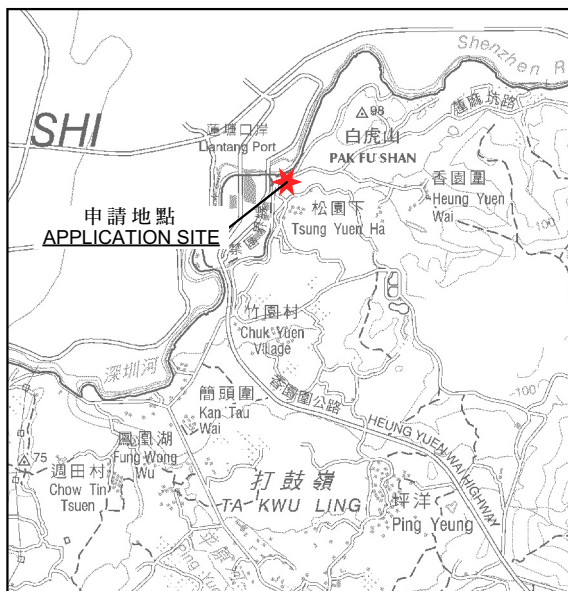 Shenzhen R
蓮麻坑路
SHI
蓮塘口岸
Liantang Port
98
白虎山
PAK FU SHAN
香園圍
Heung Yuen
Wai
申請地點
APPLICATION SITE
松園下
Tsung Yuen Ha
100
竹園村
Chuk Yuen
Village
深圳河
香園圍公路
HEUNG YUEN WAI HIGHWAY
100
簡頭圍
Kan Tau
Wai
鳳凰湖
Fung Wong
Wu
75
週田村
Chow Tin
Tsuen
打鼓嶺
TA KWU LING
坪洋
Ping Yeung